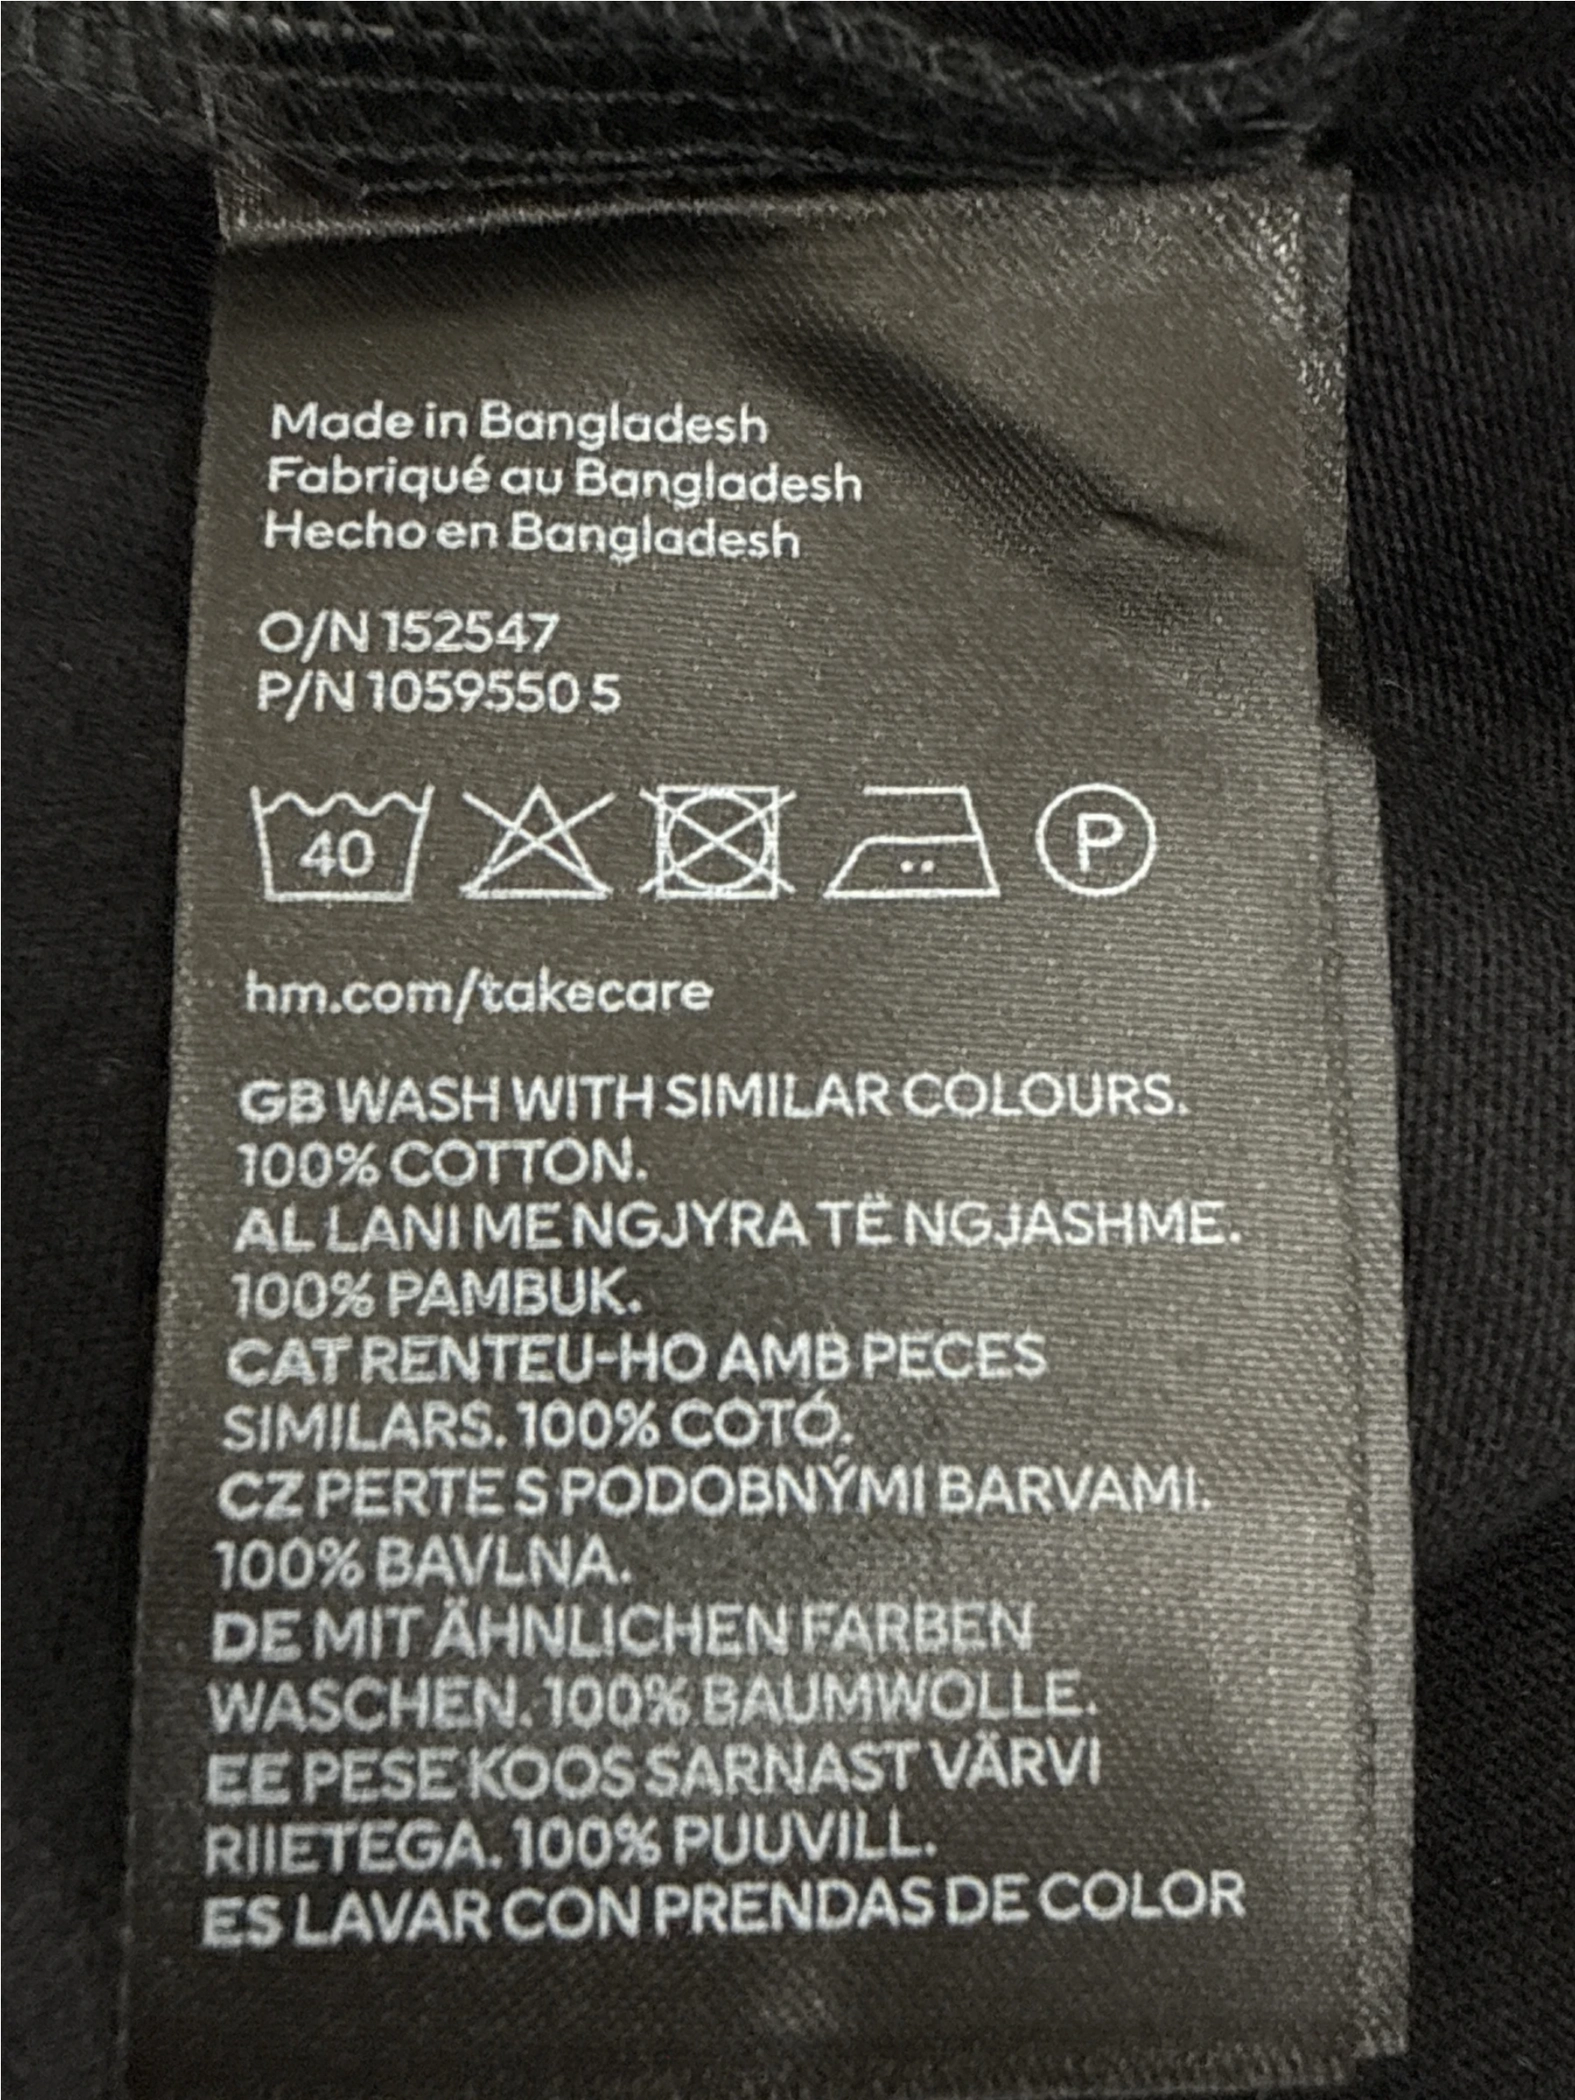 Made in Bangladesh
Fabriqué au Bangladesh
Hecho en Bangladesh
O/N 152547
P/N 1059550 5
40 P
hm.com/takecare
GB WASH WITH SIMILAR COLOURS.
100% COTTON.
AL LANI ME NGJYRA TË NGJASHME.
100% PAMBUK.
CAT RENTEU-HO AMB PECES
SIMILARS. 100% COTÓ.
CZ PERTE S PODOBNÝMI BARVAMI.
100% BAVLNA.
DE MIT ÄHNLICHEN FARBEN
WASCHEN. 100% BAUMWOLLE.
EE PESE KOOS SARNAST VÄRVI
RIIETEGA. 100% PUUVILL.
ES LAVAR CON PRENDAS DE COLOR